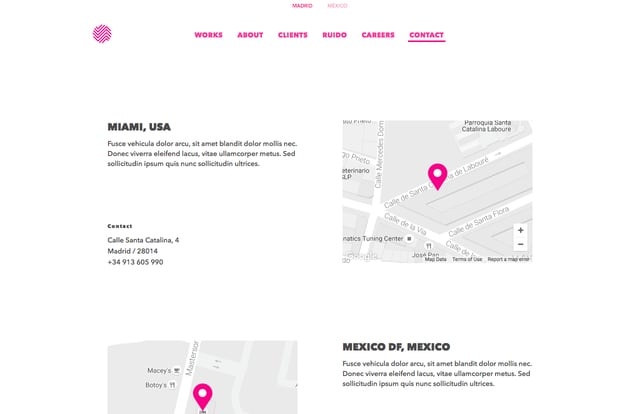 MADRID MEXICO
WORKS ABOUT CLIENTS RUIDO CAREERS CONTACT
MIAMI, USA
Fusce vehicula dolor arcu, sit amet blandit dolor mollis nec.
Donec viverra eleifend lacus, vitae ullamcorper metus. Sed
sollicitudin ipsum quis nunc sollicitudin ultrices.
Contact
Calle Santa Catalina, 4
Madrid / 28014
+34 913 605 990
Parroquia Santa
Catalina Labouré
Calle Mercedes Dom
Prieto
eterinario
SLP
Calle de Santa C
de Labouré
Calle de la Via
Calle de Santa Fiora
natics Tuning Center
José Pan
+
−
Map Data Terms of Use Report a map error
Masterson
Macey's
Botoy's
MEXICO DF, MEXICO
Fusce vehicula dolor arcu, sit amet blandit dolor mollis nec.
Donec viverra eleifend lacus, vitae ullamcorper metus. Sed
sollicitudin ipsum quis nunc sollicitudin ultrices.